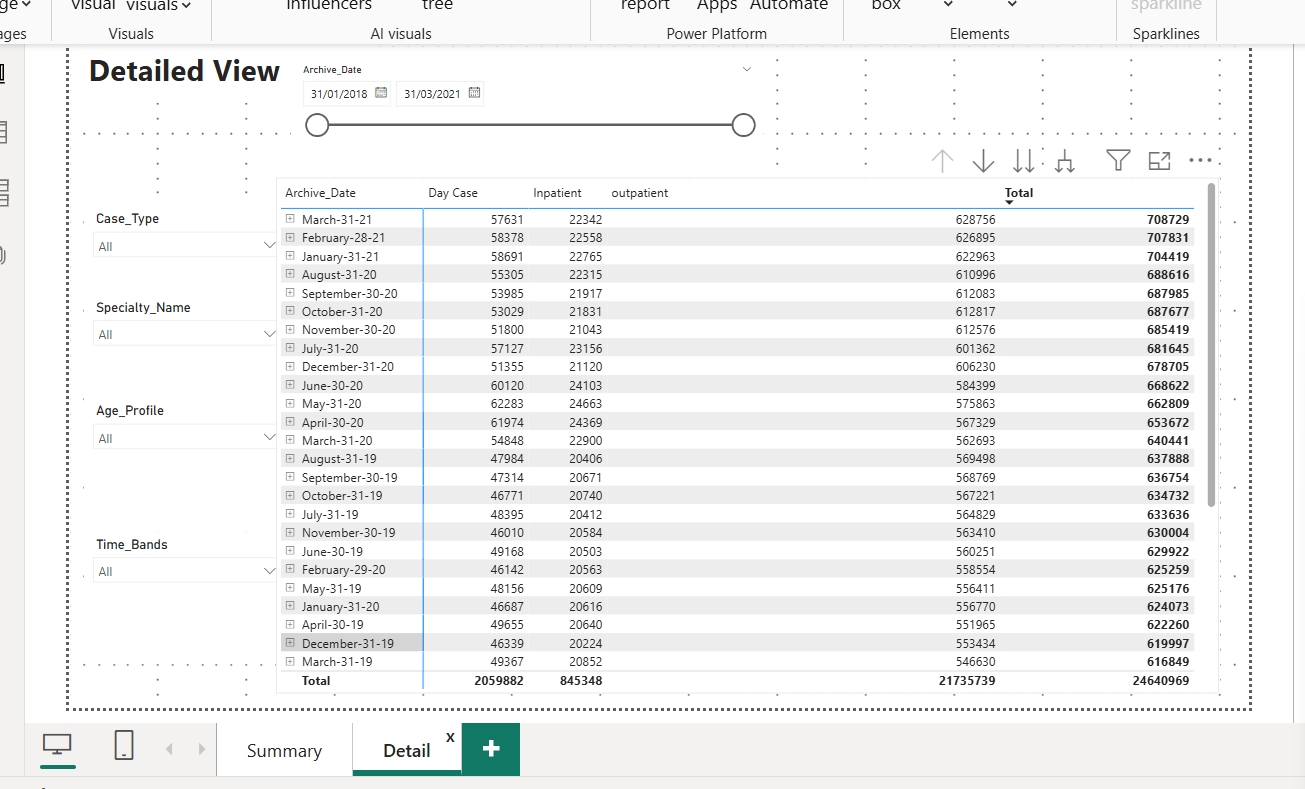 ge Visual visuals influencers tree report Apps Automate box sparkline
ages Visuals AI visuals Power Platform Elements Sparklines
Detailed View
Archive_Date
31/01/2018 31/03/2021
Case_Type
All
Specialty_Name
All
Age_Profile
All
Time_Bands
All
Archive_Date Day Case Inpatient outpatient Total
March-31-21 57631 22342 628756 708729
February-28-21 58378 22558 626895 707831
January-31-21 58691 22765 622963 704419
August-31-20 55305 22315 610996 688616
September-30-20 53985 21917 612083 687985
October-31-20 53029 21831 612817 687677
November-30-20 51800 21043 612576 685419
July-31-20 57127 23156 601362 681645
December-31-20 51355 21120 606230 678705
June-30-20 60120 24103 584399 668622
May-31-20 62283 24663 575863 662809
April-30-20 61974 24369 567329 653672
March-31-20 54848 22900 562693 640441
August-31-19 47984 20406 569498 637888
September-30-19 47314 20671 568769 636754
October-31-19 46771 20740 567221 634732
July-31-19 48395 20412 564829 633636
November-30-19 46010 20584 563410 630004
June-30-19 49168 20503 560251 629922
February-29-20 46142 20563 558554 625259
May-31-19 48156 20609 556411 625176
January-31-20 46687 20616 556770 624073
April-30-19 49655 20640 551965 622260
December-31-19 46339 20224 553434 619997
March-31-19 49367 20852 546630 616849
Total 2059882 845348 21735739 24640969
Summary Detail x +